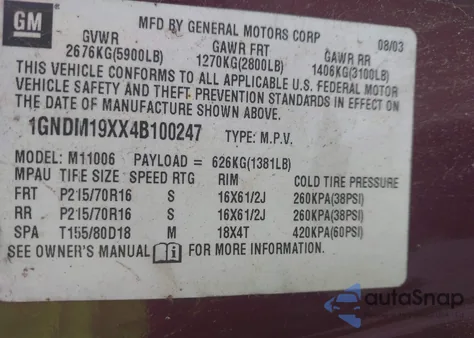 GM
MFD BY GENERAL MOTORS CORP 08/03
GVWR GAWR FRT GAWR RR
2676KG(5900LB) 1270KG(2800LB) 1406KG(3100LB)
THIS VEHICLE CONFORMS TO ALL APPLICABLE U.S. FEDERAL MOTOR
VEHICLE SAFETY AND THEFT PREVENTION STANDARDS IN EFFECT ON
THE DATE OF MANUFACTURE SHOWN ABOVE.
1GNDM19XX4B100247 TYPE: M.P.V.
MODEL: M11006 PAYLOAD = 626KG(1381LB)
MPAU TIRE SIZE SPEED RTG RIM COLD TIRE PRESSURE
FRT P215/70R16 S 16X61/2J 260KPA(38PSI)
RR P215/70R16 S 16X61/2J 260KPA(38PSI)
SPA T155/80D18 M 18X4T 420KPA(60PSI)
SEE OWNER'S MANUAL i FOR MORE INFORMATION.
autoSnap